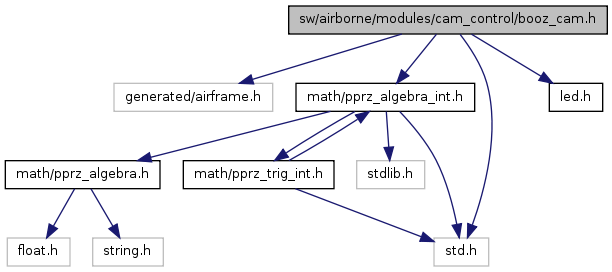 sw/airborne/modules/cam_control/booz_cam.h
generated/airframe.h
math/pprz_algebra_int.h
led.h
math/pprz_algebra.h
math/pprz_trig_int.h
stdlib.h
float.h
string.h
std.h